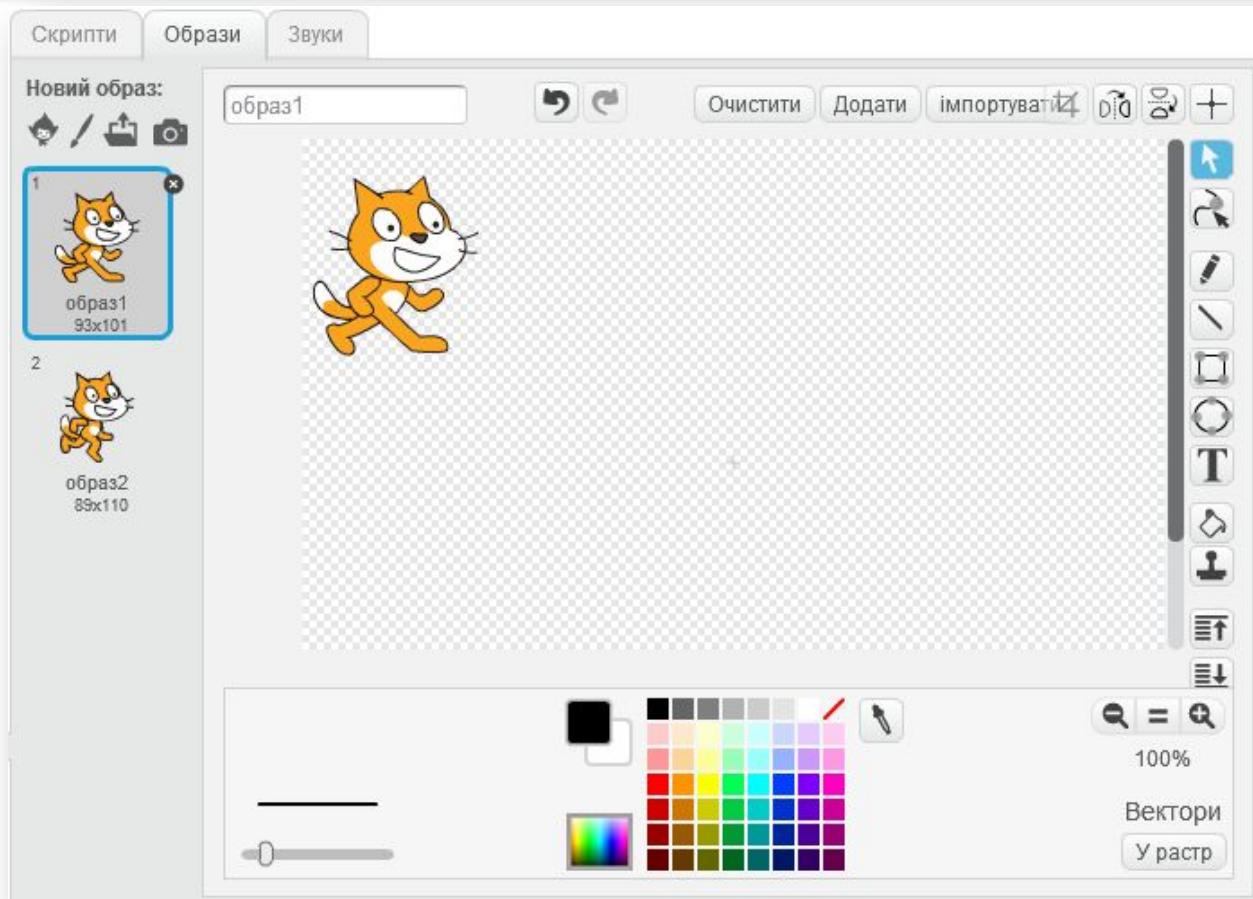 Скрипти Образи Звуки
Новий образ:
образ1 Очистити Додати імпортувати
1
образ1
93x101
2
образ2
89x110
T
100%
Вектори
У растр